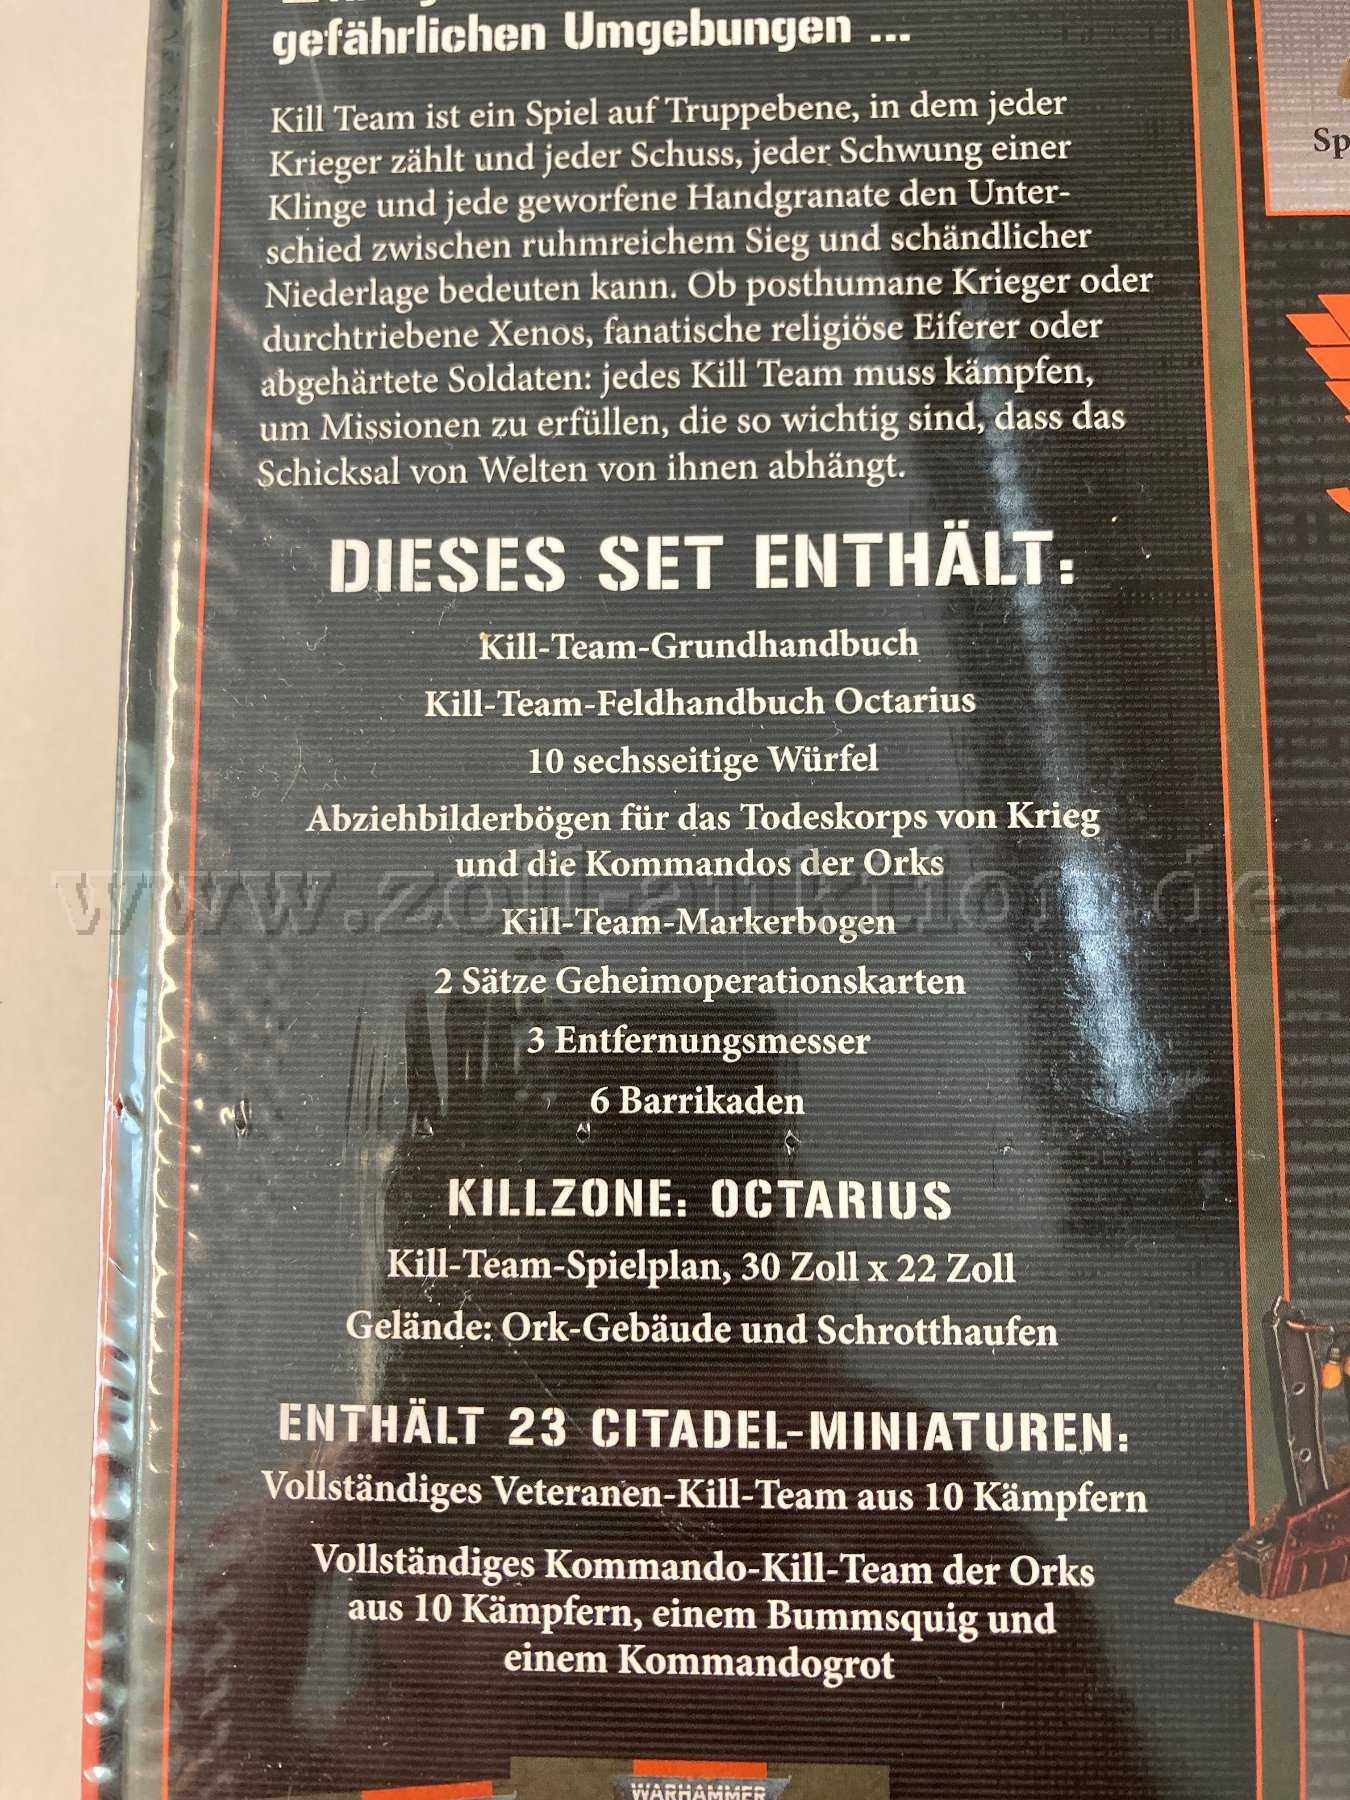 gefährlichen Umgebungen ...
Kill Team ist ein Spiel auf Truppebene, in dem jeder
Krieger zählt und jeder Schuss, jeder Schwung einer
Klinge und jede geworfene Handgranate den Unter-
schied zwischen ruhmreichem Sieg und schändlicher
Niederlage bedeuten kann. Ob posthumane Krieger oder
durchtriebene Xenos, fanatische religiöse Eiferer oder
abgehärtete Soldaten: jedes Kill Team muss kämpfen,
um Missionen zu erfüllen, die so wichtig sind, dass das
Schicksal von Welten von ihnen abhängt.
DIESES SET ENTHÄLT:
Kill-Team-Grundhandbuch
Kill-Team-Feldhandbuch Octarius
10 sechsseitige Würfel
Abziehbilderbögen für das Todeskorps von Krieg
und die Kommandos der Orks
www.zoll-auktion.de
Kill-Team-Markerbogen
2 Sätze Geheimoperationskarten
3 Entfernungsmesser
6 Barrikaden
KILLZONE: OCTARIUS
Kill-Team-Spielplan, 30 Zoll x 22 Zoll
Gelände: Ork-Gebäude und Schrotthaufen
ENTHÄLT 23 CITADEL-MINIATUREN:
Vollständiges Veteranen-Kill-Team aus 10 Kämpfern
Vollständiges Kommando-Kill-Team der Orks
aus 10 Kämpfern, einem Bummsquig und
einem Kommandogrot
WARHAMMER